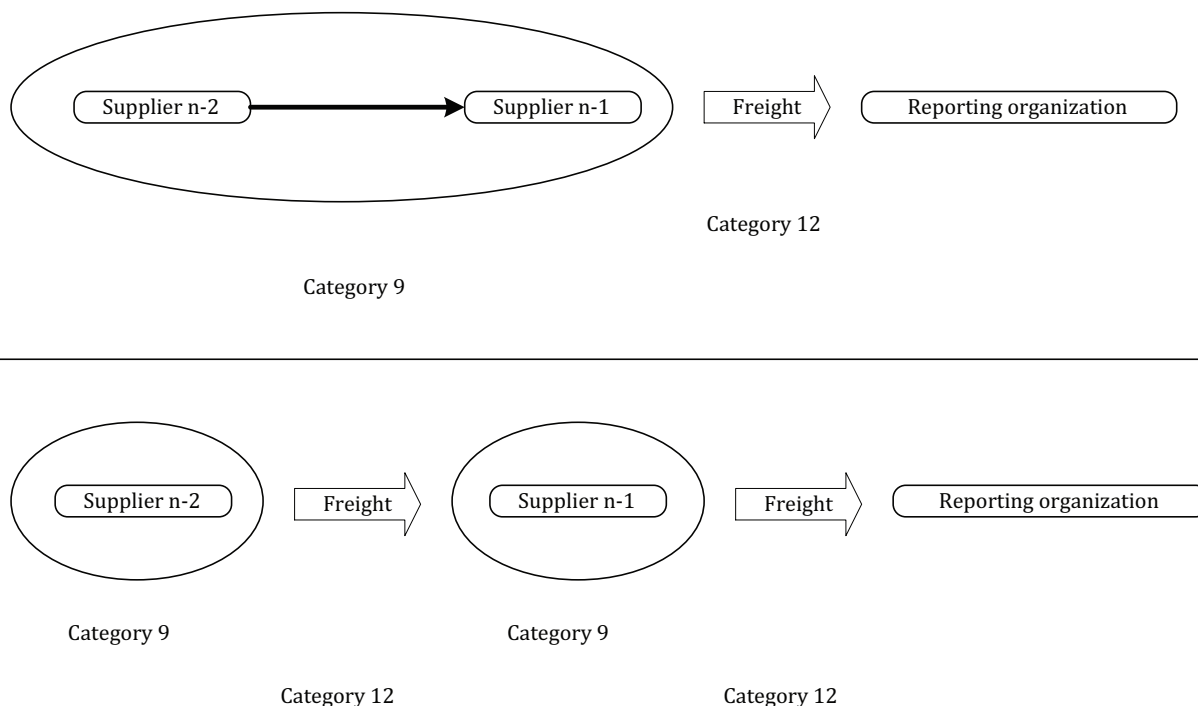 Supplier n-2
Supplier n-1
Freight
Reporting organization
Category 12
Category 9
Supplier n-2
Freight
Supplier n-1
Freight
Reporting organization
Category 9
Category 9
Category 12
Category 12